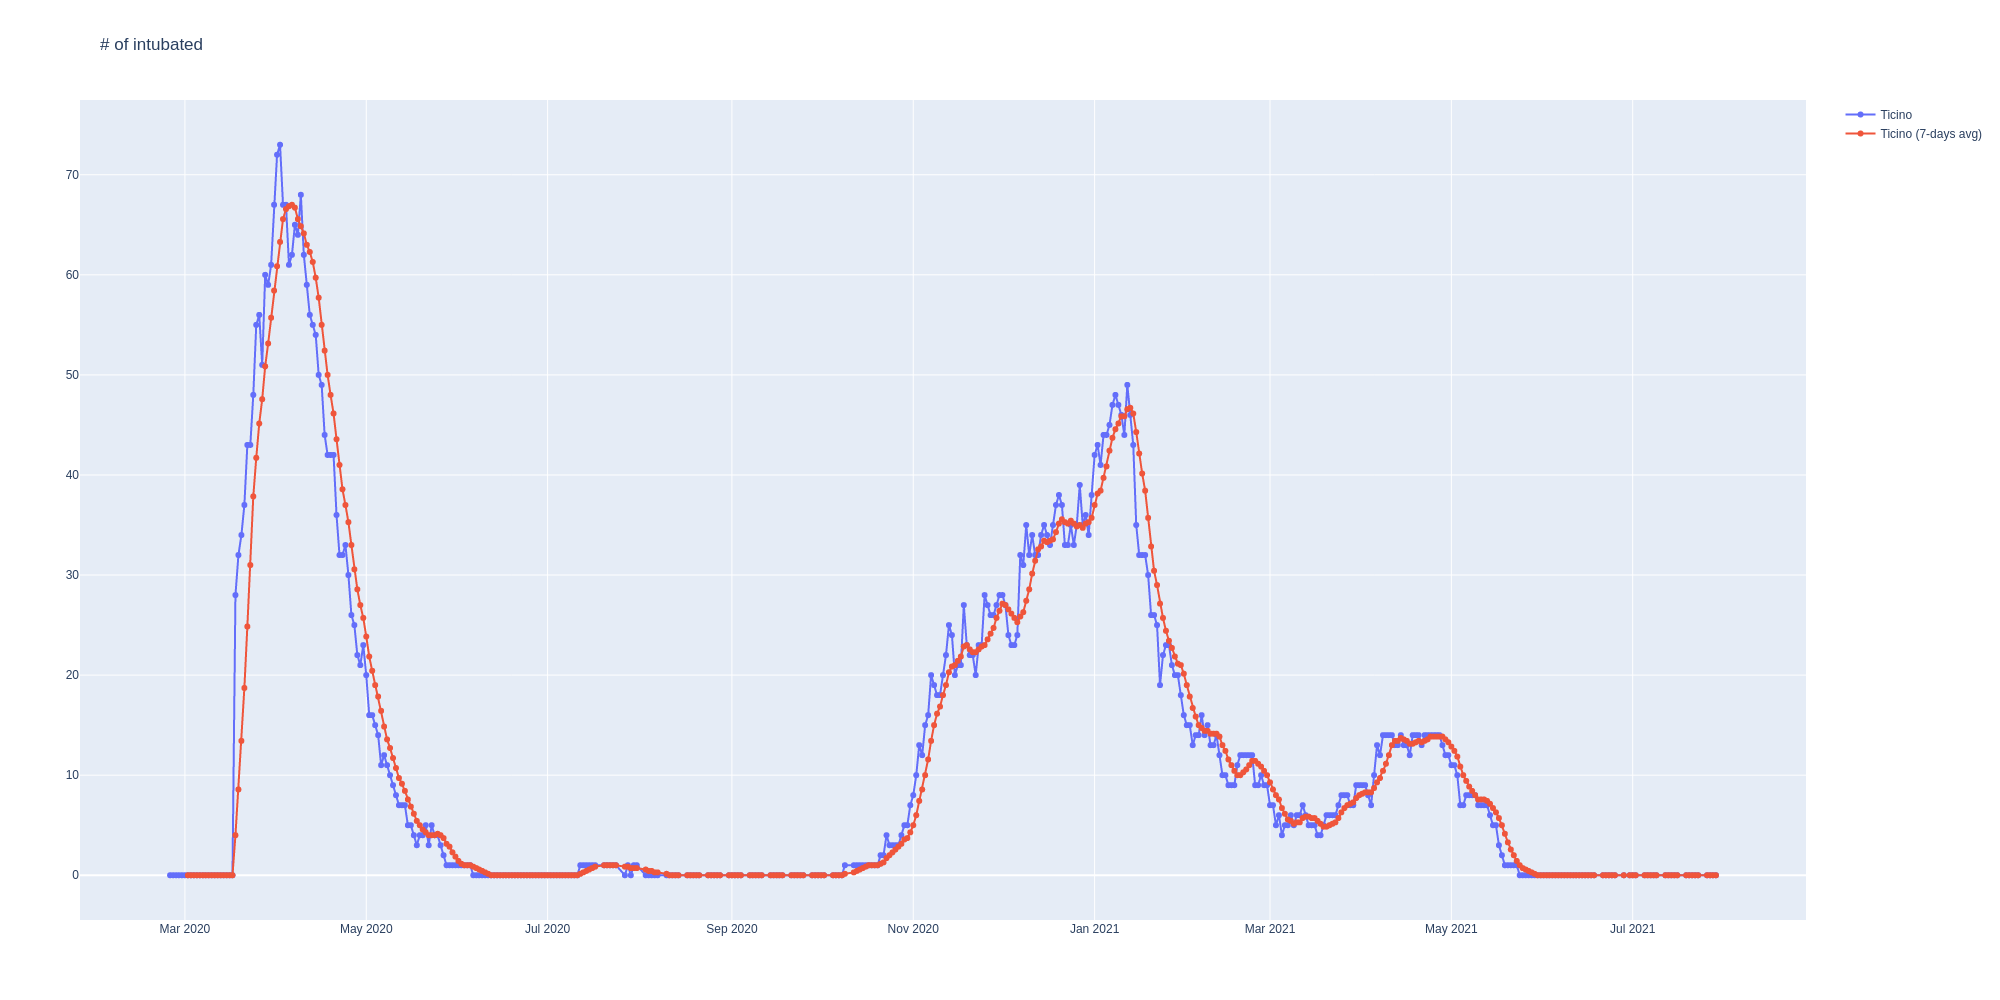 # of intubated
Ticino
Ticino (7-days avg)
70
60
50
40
30
20
10
0
Mar 2020
May 2020
Jul 2020
Sep 2020
Nov 2020
Jan 2021
Mar 2021
May 2021
Jul 2021